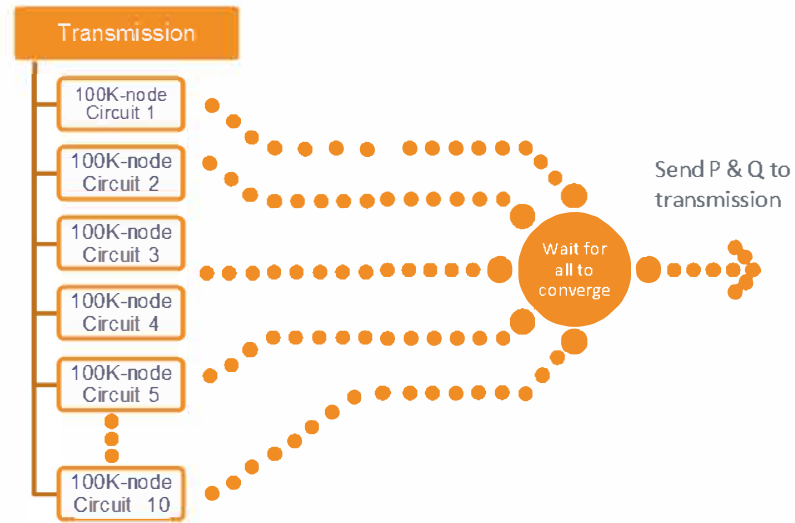 Transmission
100K-node
Circuit 1
100K-node
Circuit 2
100K-node
Circuit 3
100K-node
Circuit 4
100K-node
Circuit 5
100K-node
Circuit 10
Wait for
all to
converge
Send P & Q to
transmission